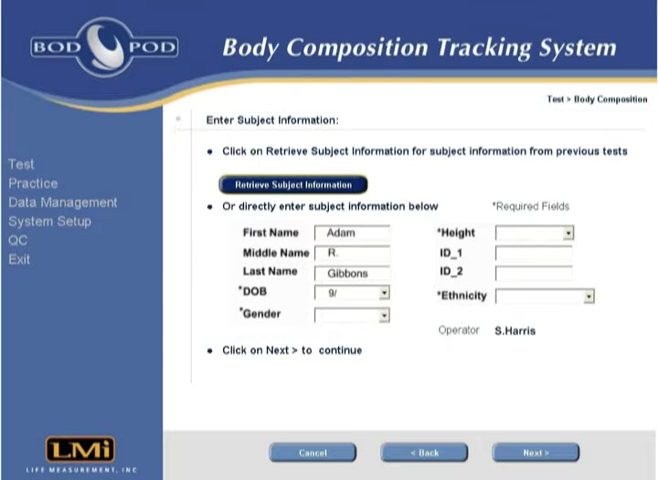 BOD POD
Body Composition Tracking System
Test > Body Composition
Enter Subject Information:
Test
Practice
Data Management
System Setup
QC
Exit
• Click on Retrieve Subject Information for subject information from previous tests
Retrieve Subject Information
• Or directly enter subject information below *Required Fields
First Name Adam
Middle Name R.
Last Name Gibbons
*DOB 9/
*Gender
*Height
ID_1
ID_2
*Ethnicity
Operator S.Harris
• Click on Next > to continue
LMi
LIFE MEASUREMENT, INC
Cancel < Back Next >